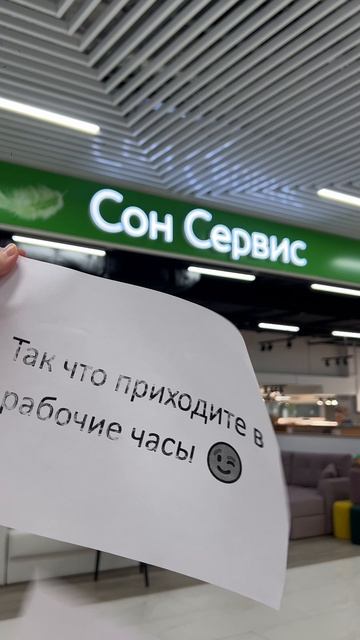 Сон Сервис
Так что приходите в
рабочие часы 😉